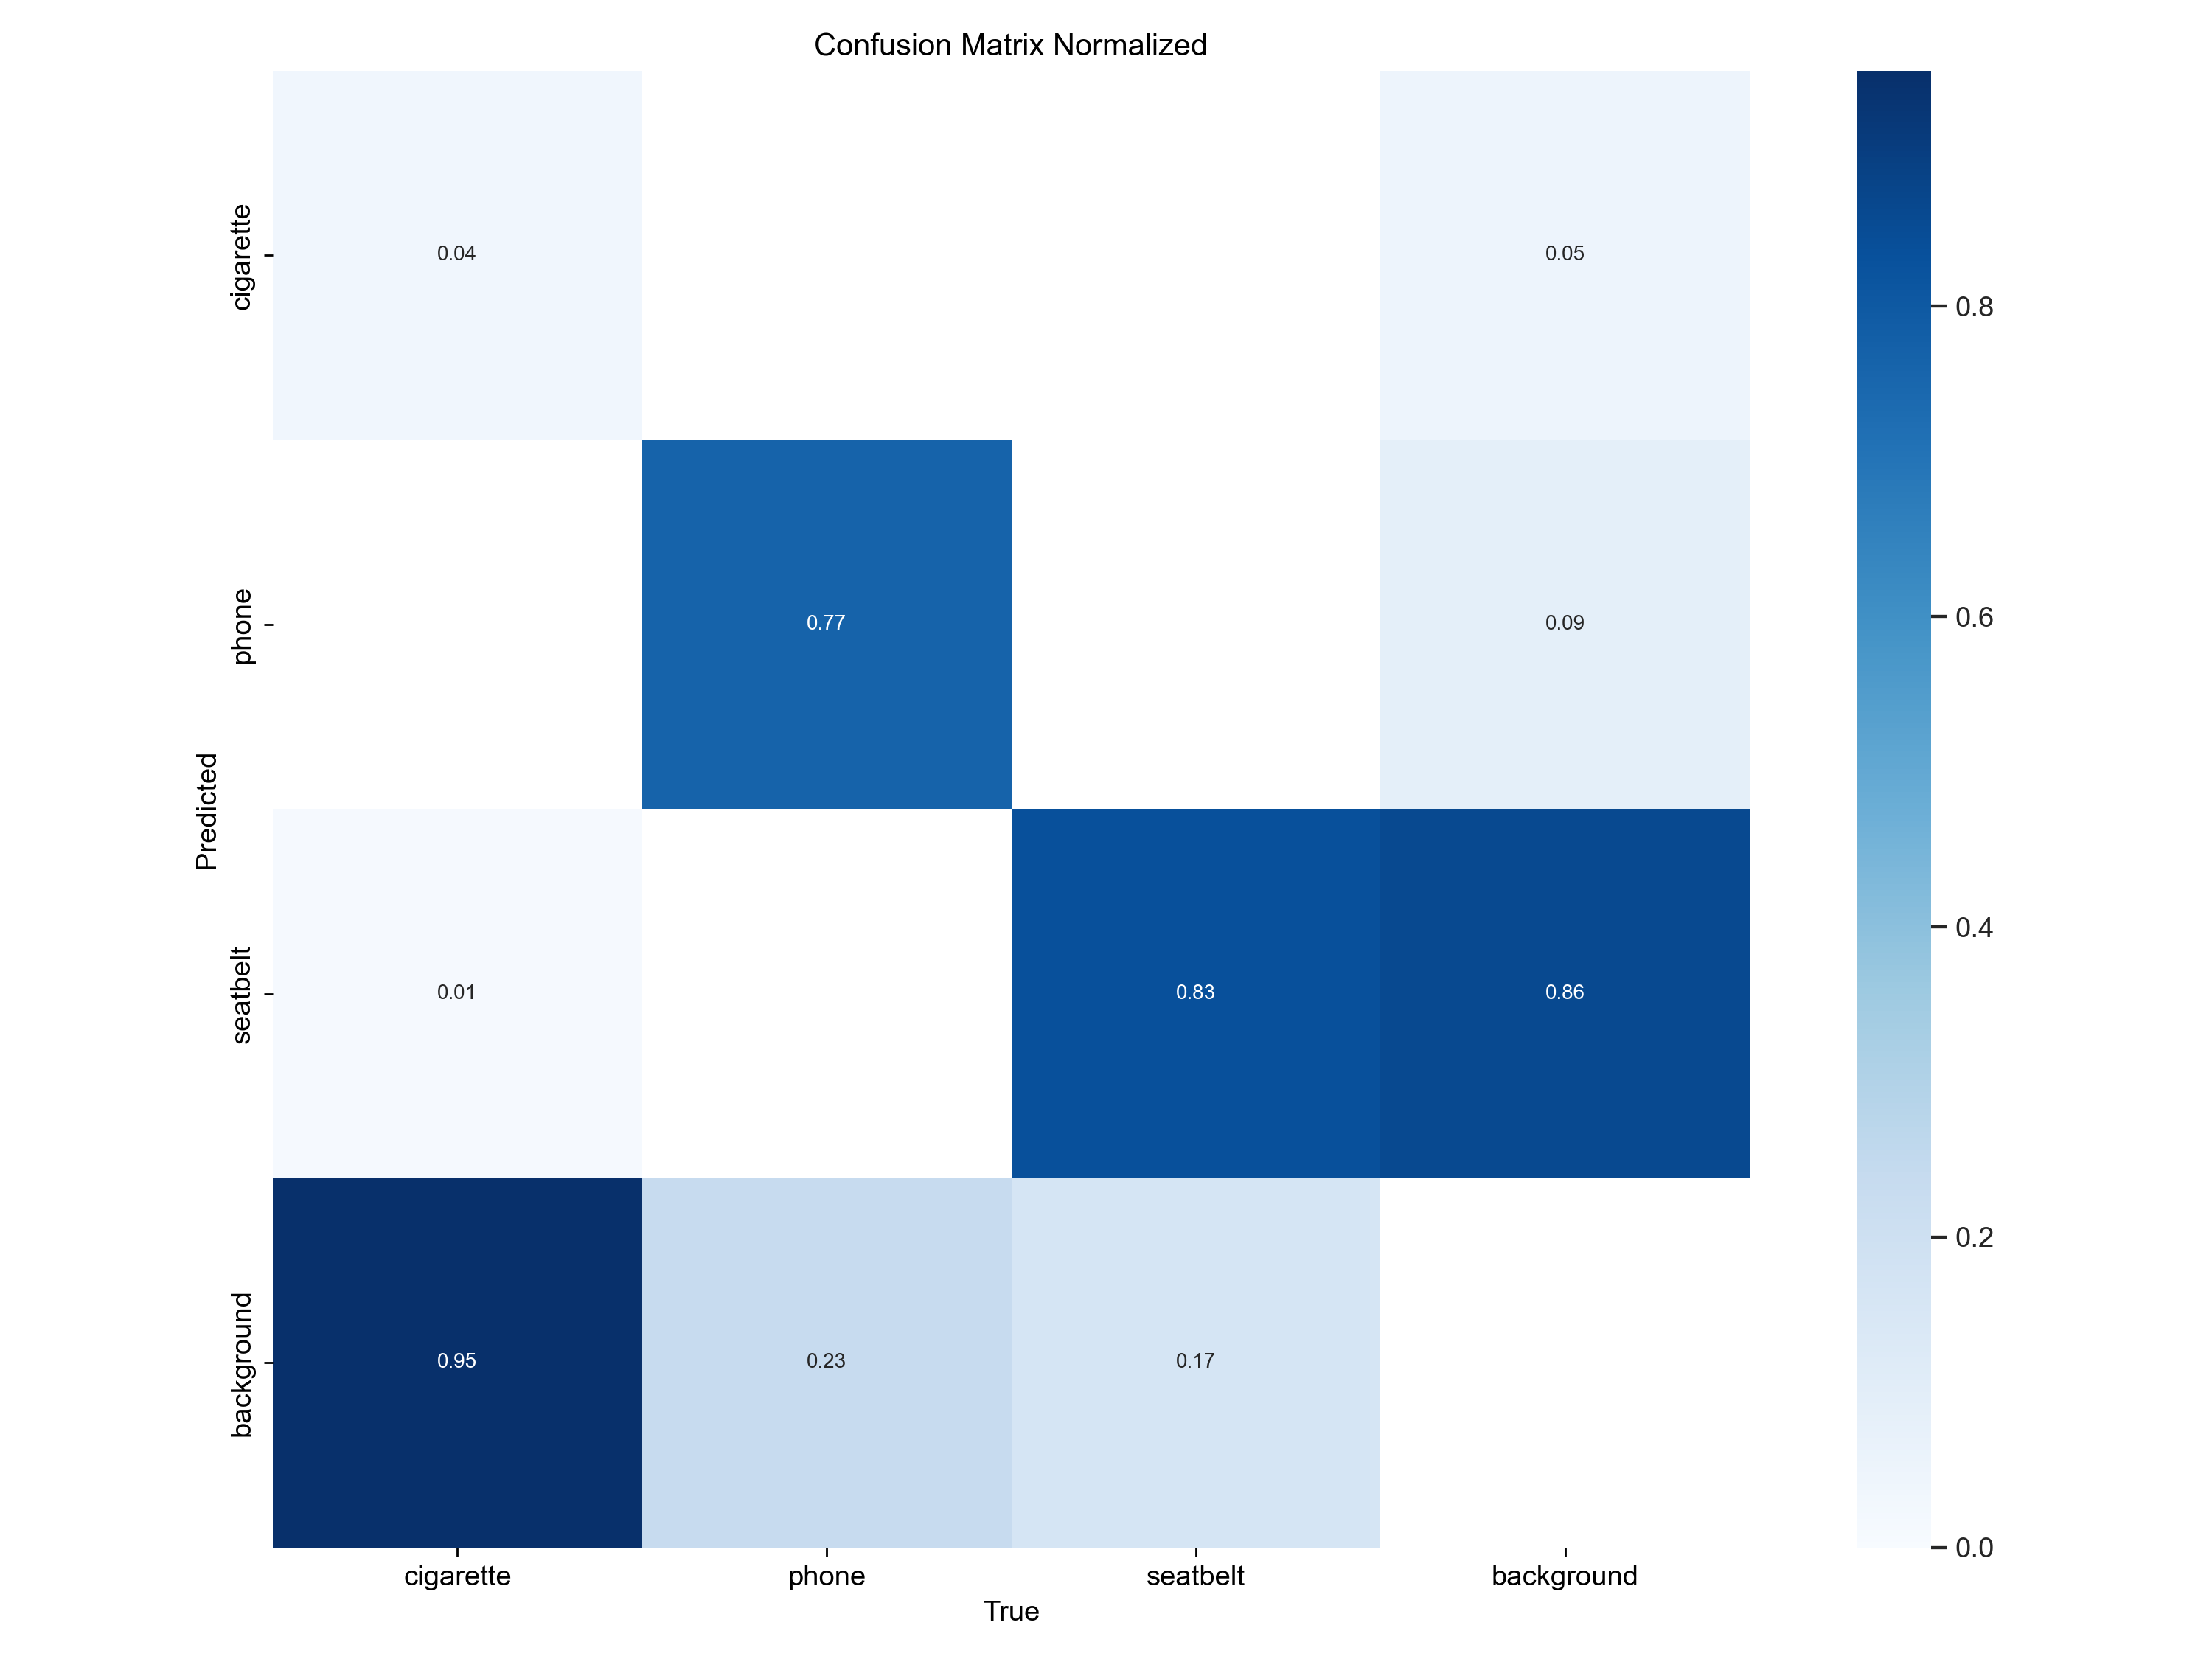 Confusion Matrix Normalized
cigarette
0.04
0.05
0.8
phone
0.77
0.09
0.6
Predicted
seatbelt
0.01
0.83
0.86
0.4
background
0.95
0.23
0.17
0.2
0.0
cigarette
phone
seatbelt
background
True